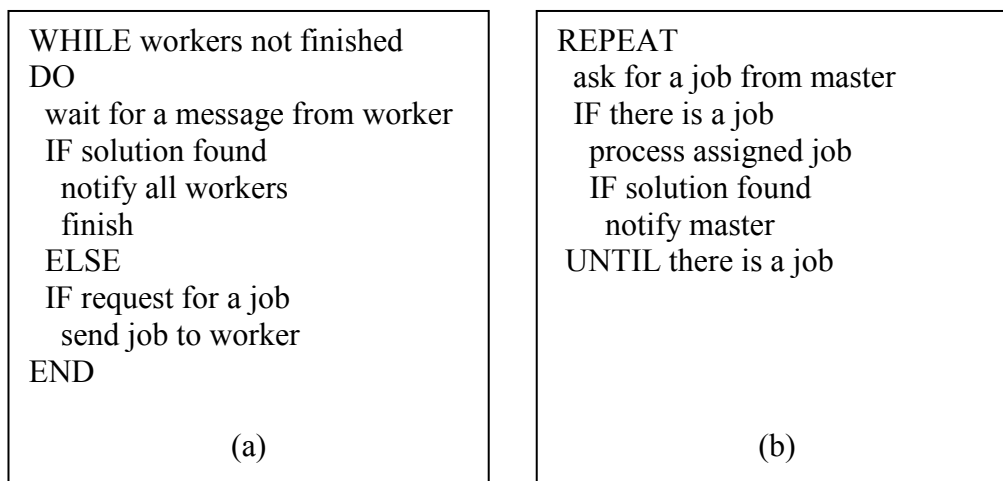 WHILE workers not finished
DO
wait for a message from worker
IF solution found
notify all workers
finish
ELSE
IF request for a job
send job to worker
END
(a)
REPEAT
ask for a job from master
IF there is a job
process assigned job
IF solution found
notify master
UNTIL there is a job
(b)